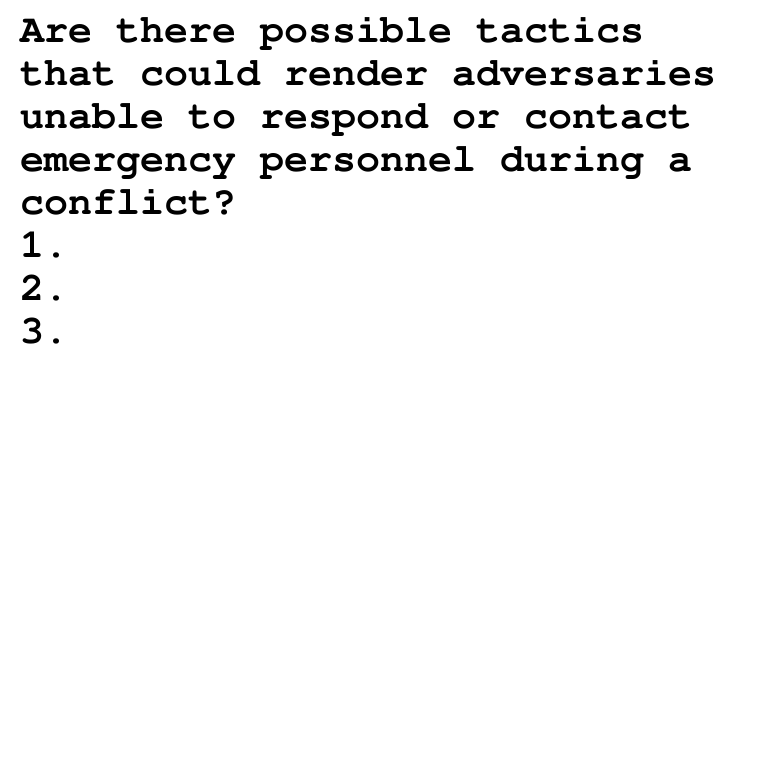 Are there possible tactics
that could render adversaries
unable to respond or contact
emergency personnel during a
conflict?
1.
2.
3.